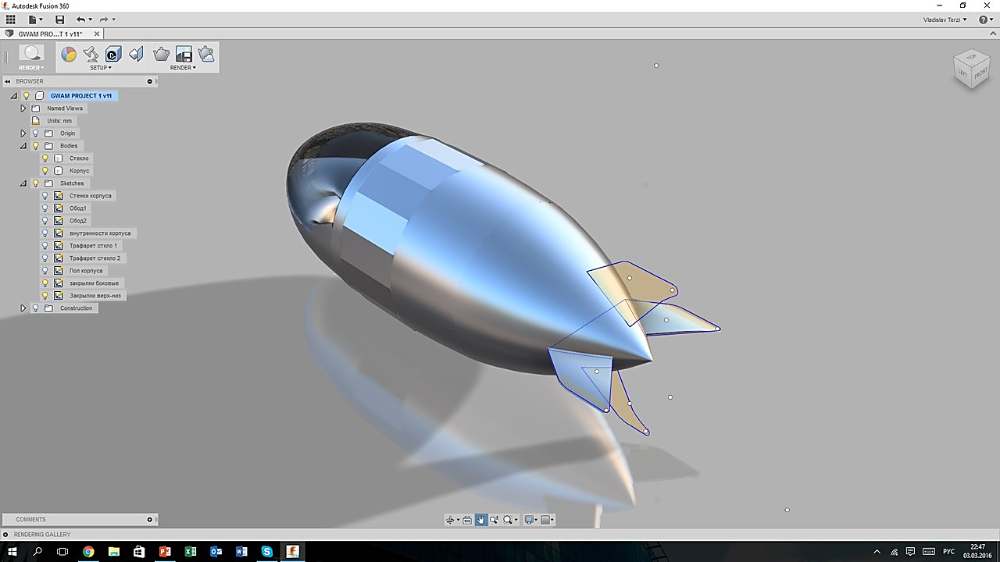 Autodesk Fusion 360
Vladislav Terzi
GWAM PRO...T 1 v11*
RENDER
SETUP
RENDER
BROWSER
GWAM PROJECT 1 v11
Named Views
Units: mm
Origin
Bodies
Стекло
Корпус
Sketches
Стенки корпуса
Обод1
Обод2
внутренности корпуса
Трафарет сткло 1
Трафарет стекло 2
Пол корпуса
закрылки боковые
Закрылки верх-низ
Construction
TOP
LEFT
FRONT
COMMENTS
RENDERING GALLERY
РУС
22:47
03.03.2016